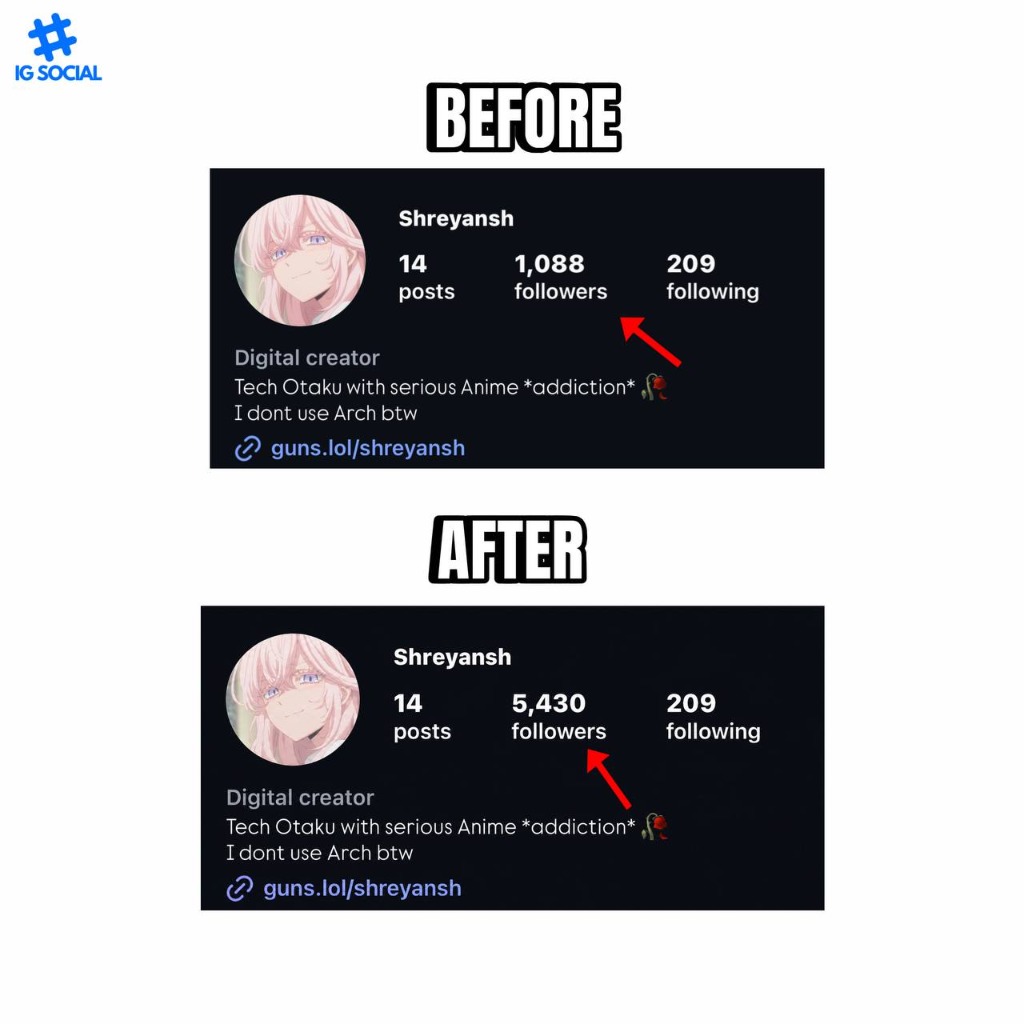 IG SOCIAL
BEFORE
Shreyansh
14 1,088 209
posts followers following
Digital creator
Tech Otaku with serious Anime *addiction* 🥀
I dont use Arch btw
guns.lol/shreyansh
AFTER
Shreyansh
14 5,430 209
posts followers following
Digital creator
Tech Otaku with serious Anime *addiction* 🥀
I dont use Arch btw
guns.lol/shreyansh